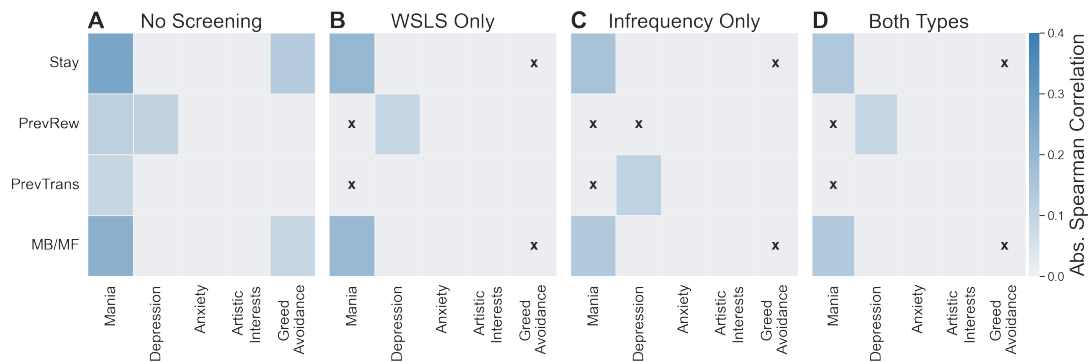 A No Screening
B WSLS Only
C Infrequency Only
D Both Types
Stay
PrevRew
PrevTrans
MB/MF
x
x
x
x
x
x
x
x
x
x
x
x
x
x
Mania
Depression
Anxiety
Artistic
Interests
Greed
Avoidance
Mania
Depression
Anxiety
Artistic
Interests
Greed
Avoidance
Mania
Depression
Anxiety
Artistic
Interests
Greed
Avoidance
Mania
Depression
Anxiety
Artistic
Interests
Greed
Avoidance
0.4
0.3
0.2
0.1
0.0
Abs. Spearman Correlation